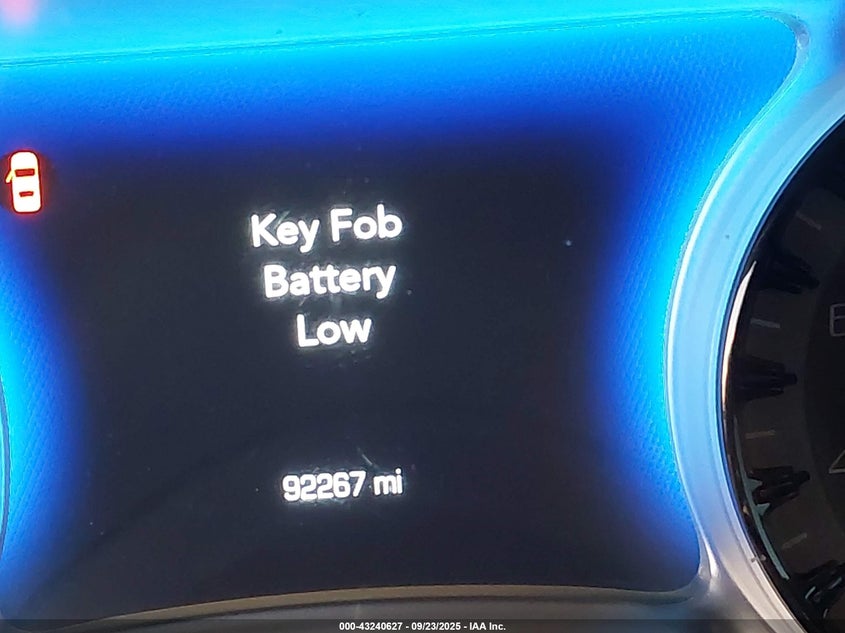 Key Fob
Battery
Low
92267 mi
000-43240627 - 09/23/2025 - IAA Inc.